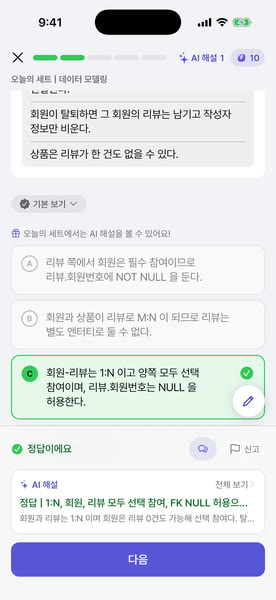 9:41
AI 해설 1
10
오늘의 세트 | 데이터 모델링
회원이 탈퇴하면 그 회원의 리뷰는 남기고 작성자
정보만 비운다.
상품은 리뷰가 한 건도 없을 수 있다.
기본 보기
오늘의 세트에서는 AI 해설을 볼 수 있어요!
A
리뷰 쪽에서 회원은 필수 참여이므로
리뷰.회원번호에 NOT NULL 을 둔다.
B
회원과 상품이 리뷰로 M:N 이 되므로 리뷰는
별도 엔터티로 둘 수 없다.
C
회원-리뷰는 1:N 이고 양쪽 모두 선택
참여이며, 리뷰.회원번호는 NULL 을
허용한다.
정답이에요
신고
AI 해설
전체 보기
정답 | 1:N, 회원, 리뷰 모두 선택 참여, FK NULL 허용으...
회원과 리뷰는 1:N 이며 회원은 리뷰 0건도 가능해 선택 참여다. 탈...
다음